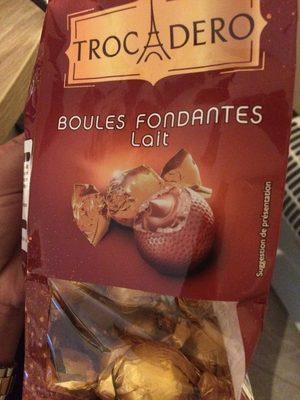 TROCADERO
BOULES FONDANTES
Lait
Suggestion de présentation